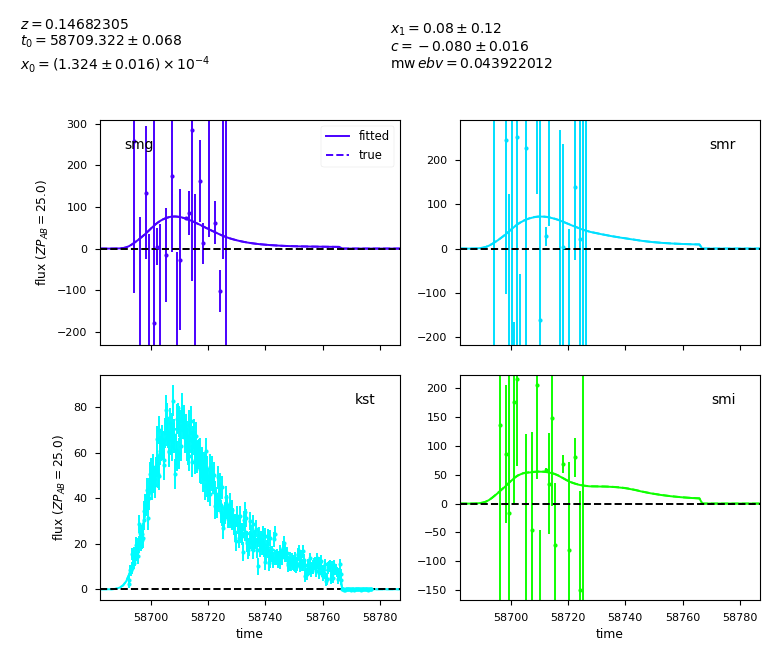 z = 0.14682305
t0 = 58709.322 ± 0.068
x0 = (1.324 ± 0.016) × 10^−4
x1 = 0.08 ± 0.12
c = −0.080 ± 0.016
mw ebv = 0.043922012
smg
fitted
true
300
200
100
0
−100
−200
flux (ZP_AB = 25.0)
smr
200
100
0
−100
−200
kst
80
60
40
20
0
flux (ZP_AB = 25.0)
58700 58720 58740 58760 58780
time
smi
200
150
100
50
0
−50
−100
−150
58700 58720 58740 58760 58780
time